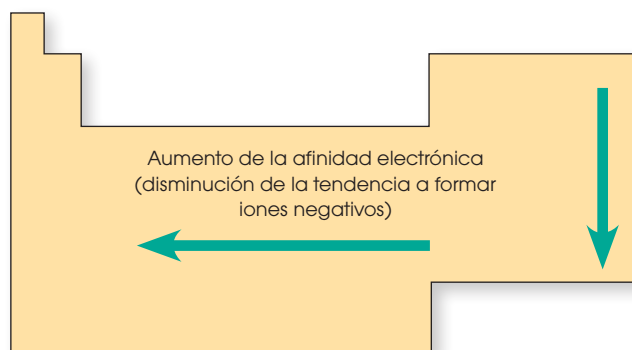 Aumento de la afinidad electrónica
(disminución de la tendencia a formar
iones negativos)